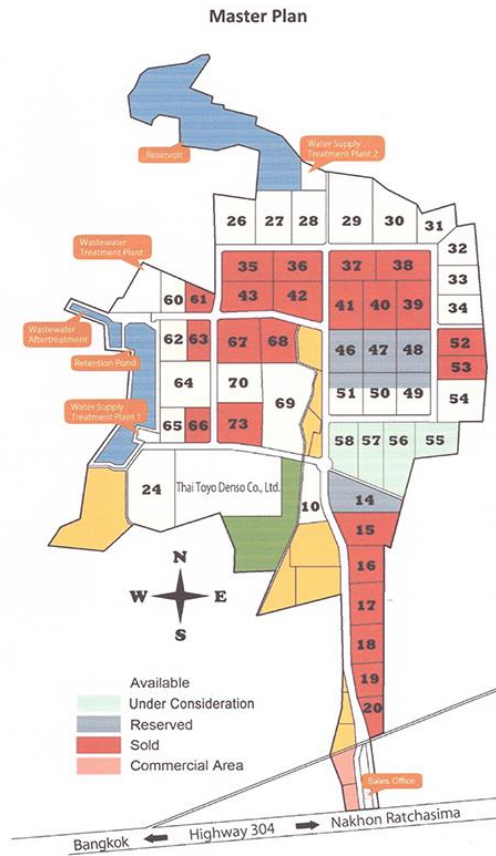 Master Plan
Reservoir
Water Supply
Treatment Plant 2
26
27
28
29
30
31
32
33
34
Wastewater
Treatment Plant
35
36
37
38
43
42
41
40
39
60
61
Wastewater
Aftertreatment
62
63
67
68
46
47
48
52
53
Retention Pond
64
70
69
51
50
49
54
Water Supply
Treatment Plant 1
65
66
73
58
57
56
55
24
Thai Toyo Denso Co., Ltd.
10
14
15
16
17
18
19
20
N
W
E
S
Available
Under Consideration
Reserved
Sold
Commercial Area
Sales Office
Bangkok
Highway 304
Nakhon Ratchasima